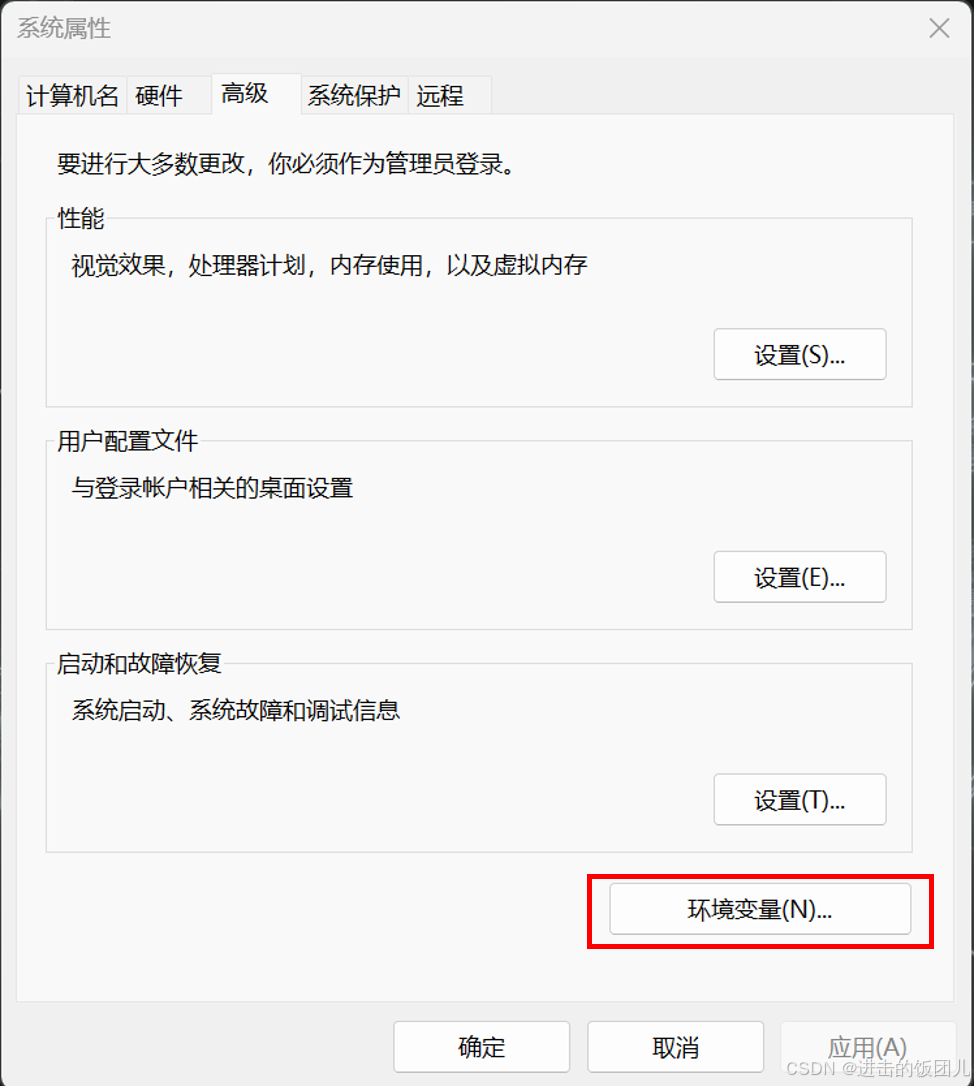 系统属性
计算机名 硬件 高级 系统保护 远程
要进行大多数更改，你必须作为管理员登录。
性能
视觉效果，处理器计划，内存使用，以及虚拟内存
设置(S)...
用户配置文件
与登录帐户相关的桌面设置
设置(E)...
启动和故障恢复
系统启动、系统故障和调试信息
设置(T)...
环境变量(N)...
确定 取消 应用(A)
CSDN @进击的饭团儿